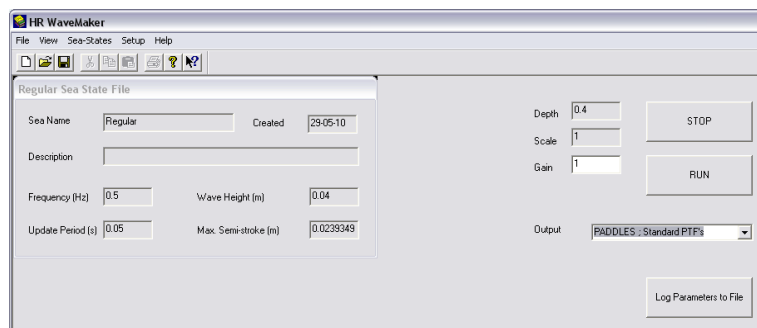 HR WaveMaker
File View Sea-States Setup Help
Regular Sea State File
Sea Name Regular Created 29-05-10
Description
Frequency (Hz) 0.5 Wave Height (m) 0.04
Update Period (s) 0.05 Max. Semi-stroke (m) 0.0239349
Depth 0.4
Scale 1
Gain 1
STOP
RUN
Output PADDLES ; Standard PTF's
Log Parameters to File